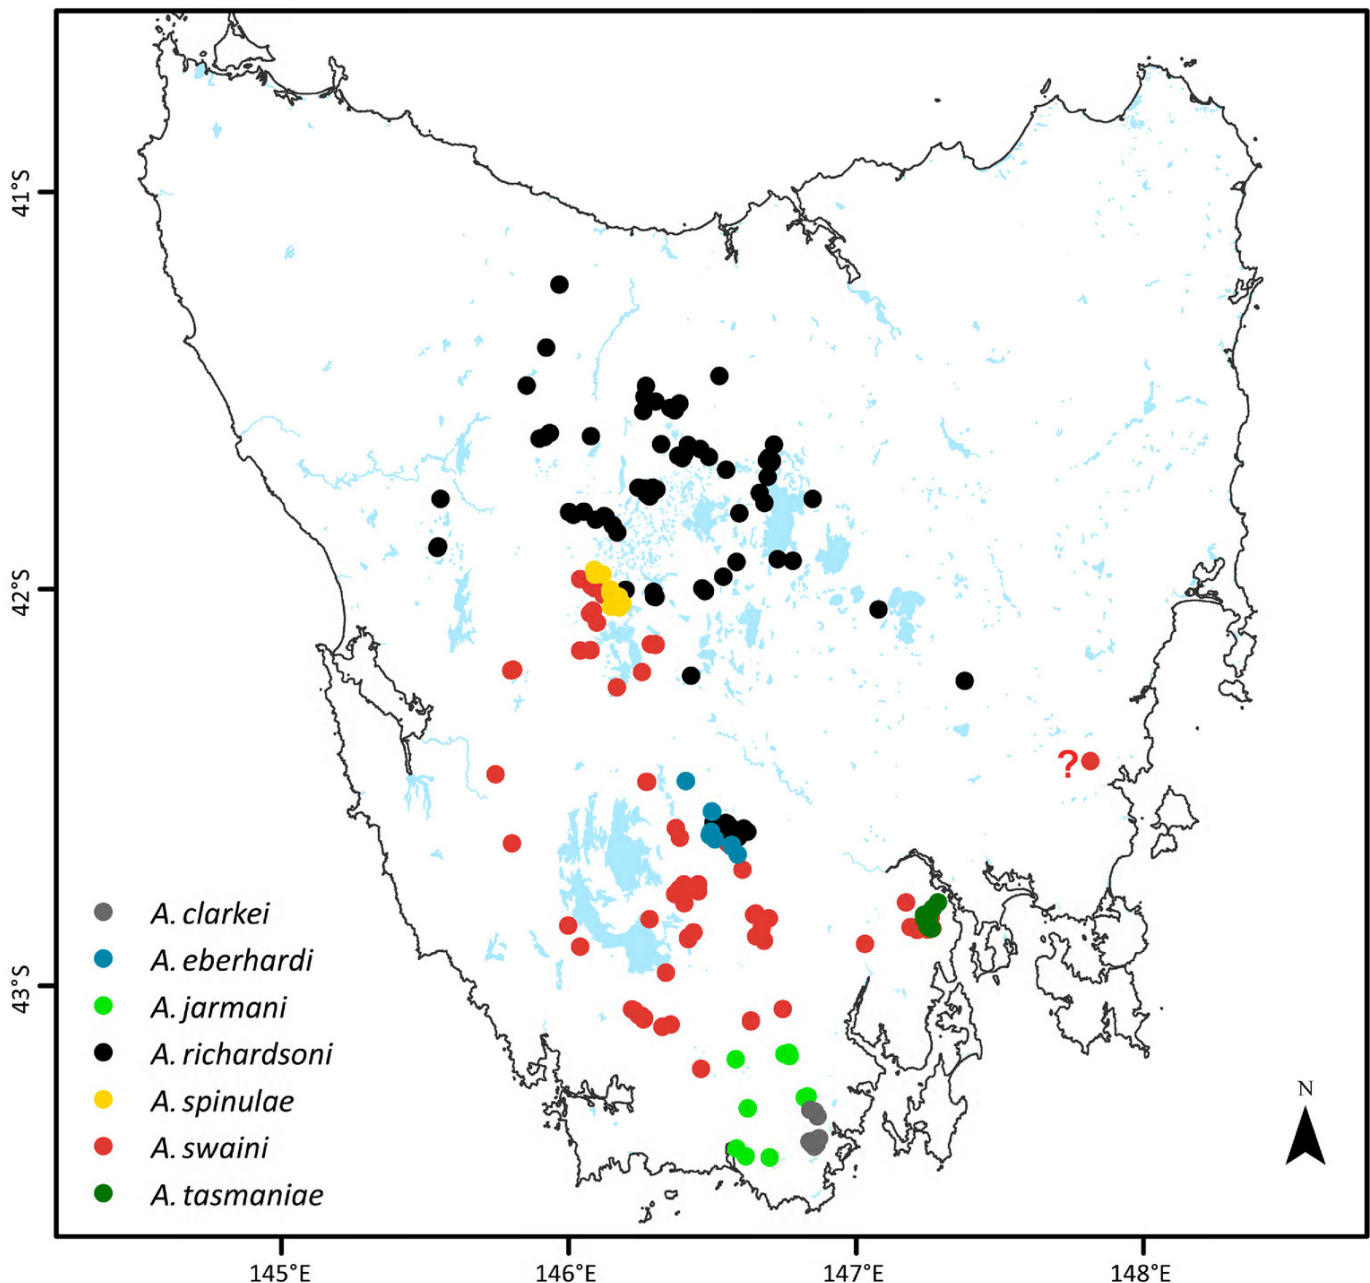 41°S
42°S
?
43°S
A. clarkei
A. eberhardi
A. jarmani
A. richardsoni
A. spinulae
A. swaini
A. tasmaniae
N
145°E
146°E
147°E
148°E